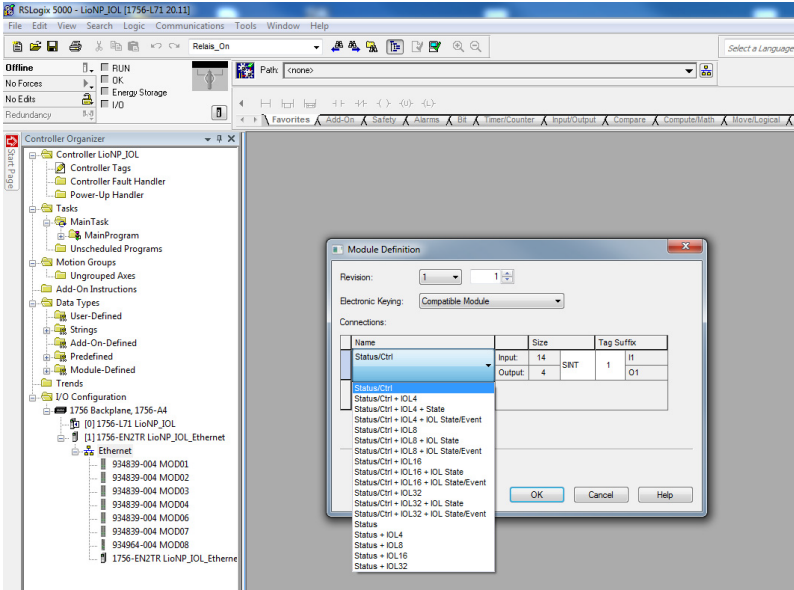 RSLogix 5000 - LioNP_IOL [1756-L71 20.11]
File Edit View Search Logic Communications Tools Window Help
Relais_On
Select a Language
Offline
RUN
Path: <none>
No Forces
OK
Energy Storage
No Edits
I/O
Redundancy
Favorites Add-On Safety Alarms Bit Timer/Counter Input/Output Compare Compute/Math Move/Logical
Start Page
Controller Organizer
Controller LioNP_IOL
Controller Tags
Controller Fault Handler
Power-Up Handler
Tasks
MainTask
MainProgram
Unscheduled Programs
Motion Groups
Ungrouped Axes
Add-On Instructions
Data Types
User-Defined
Strings
Add-On-Defined
Predefined
Module-Defined
Trends
I/O Configuration
1756 Backplane, 1756-A4
[0] 1756-L71 LioNP_IOL
[1] 1756-EN2TR LioNP_IOL_Ethernet
Ethernet
934839-004 MOD01
934839-004 MOD02
934839-004 MOD03
934839-004 MOD04
934839-004 MOD06
934839-004 MOD07
934964-004 MOD08
1756-EN2TR LioNP_IOL_Etherne
Module Definition
Revision: 1 1
Electronic Keying: Compatible Module
Connections:
Name Size Tag Suffix
Status/Ctrl Input: 14 SINT 1 I1
Output: 4 O1
Status/Ctrl
Status/Ctrl + IOL4
Status/Ctrl + IOL4 + State
Status/Ctrl + IOL4 + IOL State/Event
Status/Ctrl + IOL8
Status/Ctrl + IOL8 + IOL State
Status/Ctrl + IOL8 + IOL State/Event
Status/Ctrl + IOL16
Status/Ctrl + IOL16 + IOL State
Status/Ctrl + IOL16 + IOL State/Event
Status/Ctrl + IOL32
Status/Ctrl + IOL32 + IOL State
Status/Ctrl + IOL32 + IOL State/Event
Status
Status + IOL4
Status + IOL8
Status + IOL16
Status + IOL32
OK Cancel Help